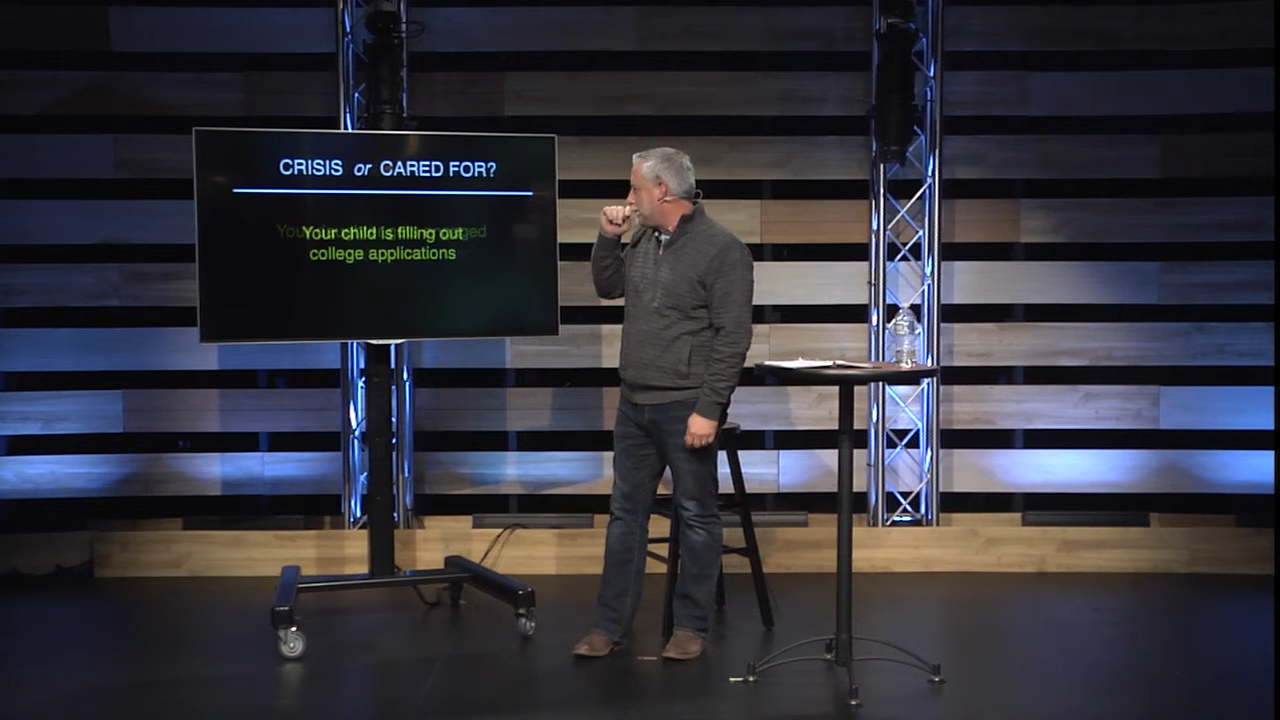 CRISIS or CARED FOR?
Your child is filling out
college applications